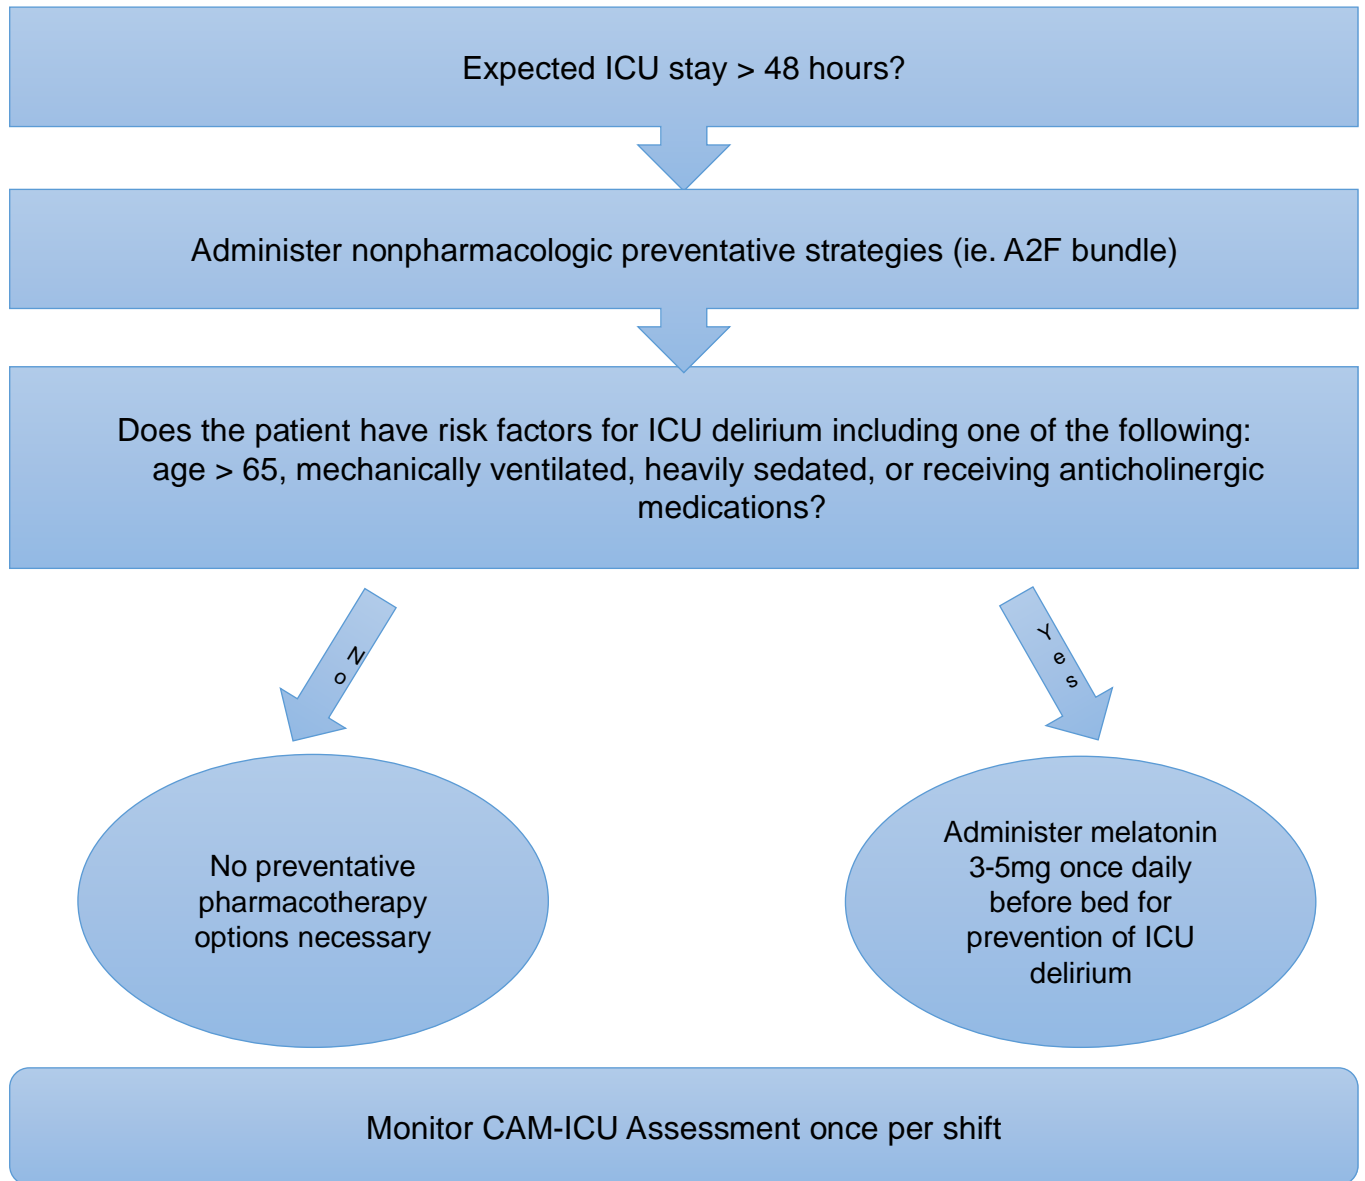 Expected ICU stay > 48 hours?
Administer nonpharmacologic preventative strategies (ie. A2F bundle)
Does the patient have risk factors for ICU delirium including one of the following:
age > 65, mechanically ventilated, heavily sedated, or receiving anticholinergic
medications?
No
Yes
No preventative
pharmacotherapy
options necessary
Administer melatonin
3-5mg once daily
before bed for
prevention of ICU
delirium
Monitor CAM-ICU Assessment once per shift